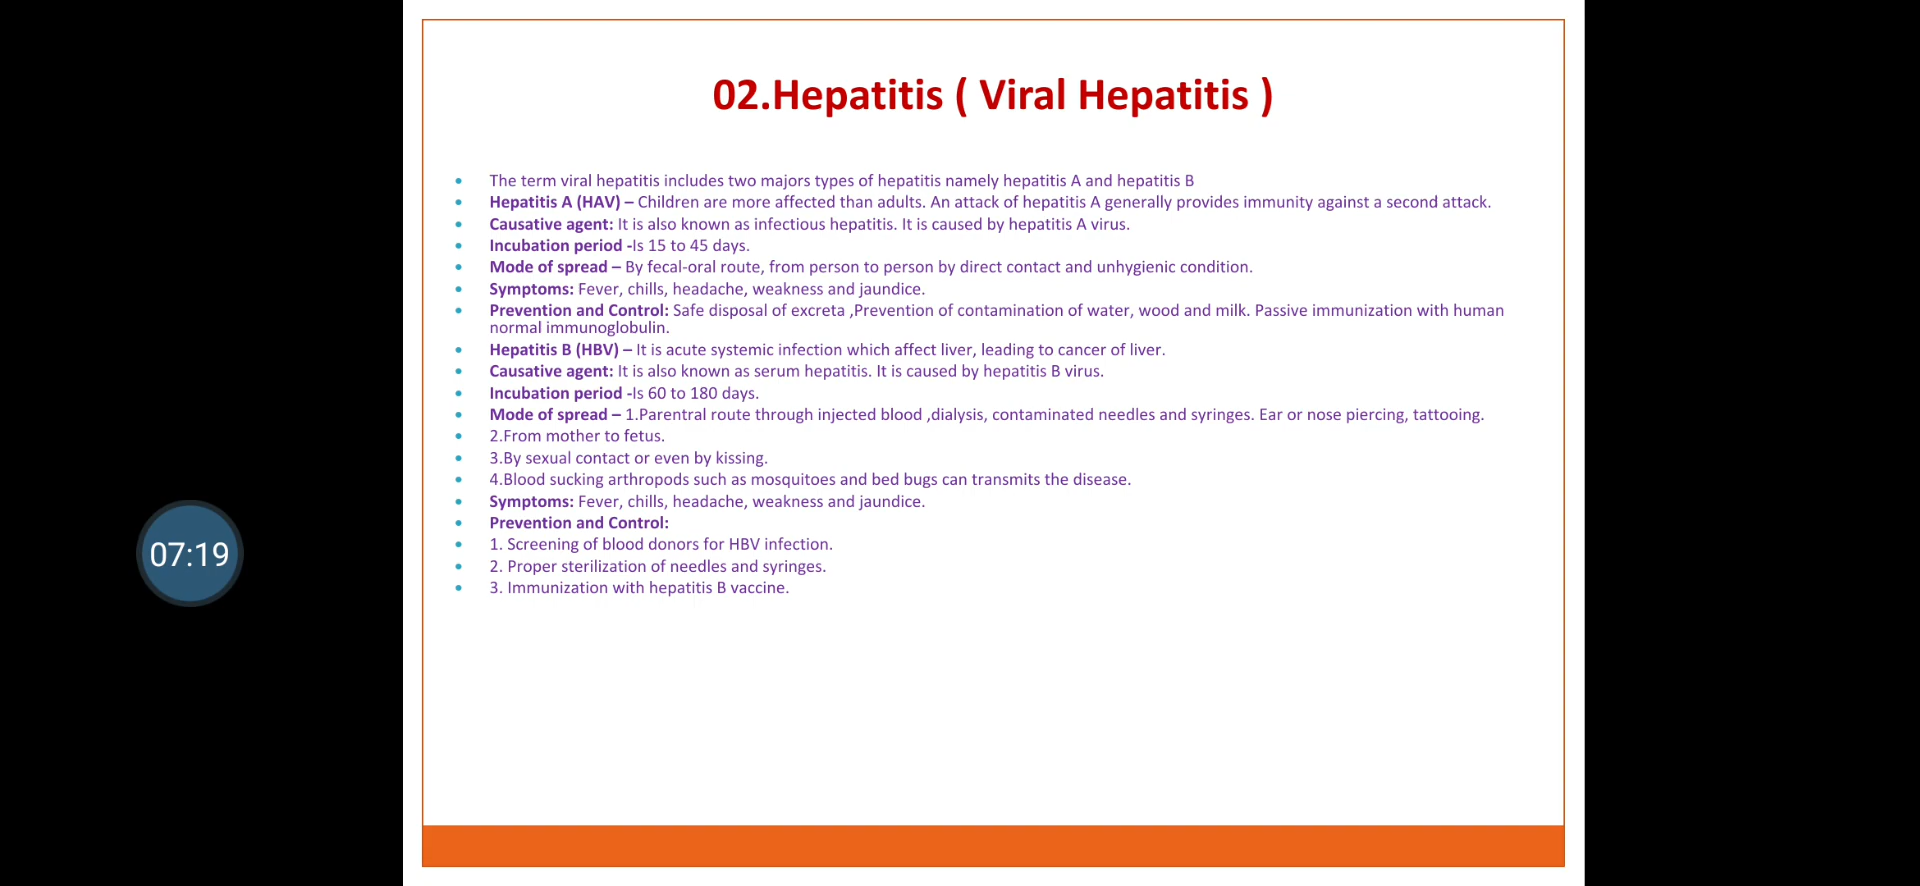 02.Hepatitis ( Viral Hepatitis )
• The term viral hepatitis includes two majors types of hepatitis namely hepatitis A and hepatitis B
• Hepatitis A (HAV) – Children are more affected than adults. An attack of hepatitis A generally provides immunity against a second attack.
• Causative agent: It is also known as infectious hepatitis. It is caused by hepatitis A virus.
• Incubation period -Is 15 to 45 days.
• Mode of spread – By fecal-oral route, from person to person by direct contact and unhygienic condition.
• Symptoms: Fever, chills, headache, weakness and jaundice.
• Prevention and Control: Safe disposal of excreta ,Prevention of contamination of water, wood and milk. Passive immunization with human
normal immunoglobulin.
• Hepatitis B (HBV) – It is acute systemic infection which affect liver, leading to cancer of liver.
• Causative agent: It is also known as serum hepatitis. It is caused by hepatitis B virus.
• Incubation period -Is 60 to 180 days.
• Mode of spread – 1.Parentral route through injected blood ,dialysis, contaminated needles and syringes. Ear or nose piercing, tattooing.
• 2.From mother to fetus.
• 3.By sexual contact or even by kissing.
• 4.Blood sucking arthropods such as mosquitoes and bed bugs can transmits the disease.
• Symptoms: Fever, chills, headache, weakness and jaundice.
• Prevention and Control:
• 1. Screening of blood donors for HBV infection.
• 2. Proper sterilization of needles and syringes.
• 3. Immunization with hepatitis B vaccine.
07:19